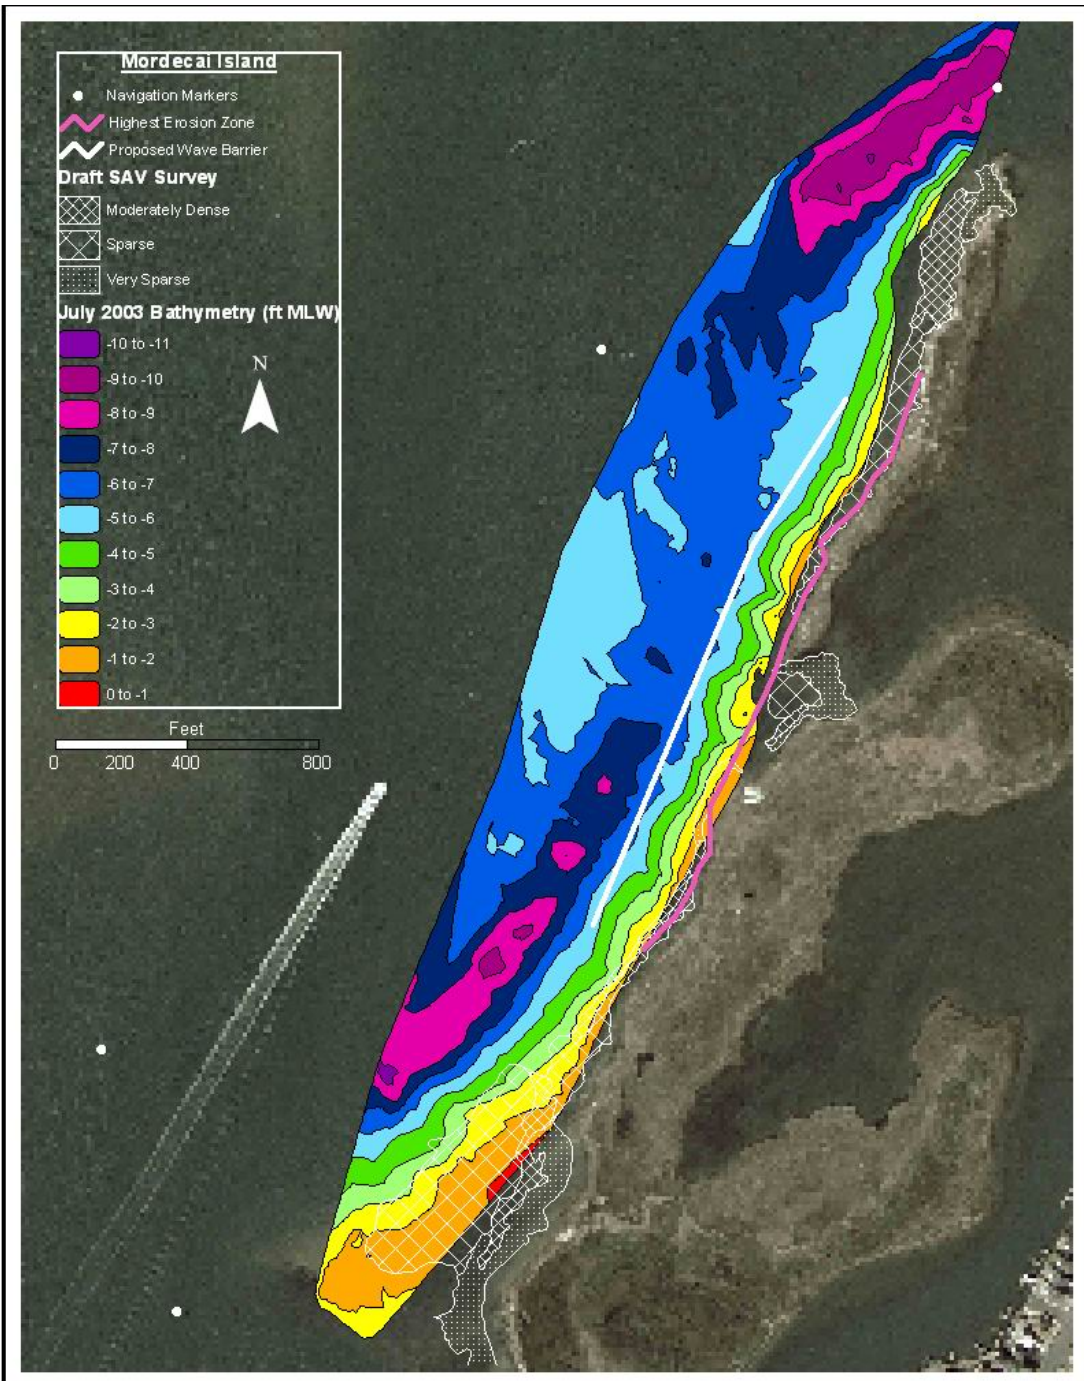 Mordecai Island
Navigation Markers
Highest Erosion Zone
Proposed Wave Barrier
Draft SAV Survey
Moderately Dense
Sparse
Very Sparse
July 2003 Bathymetry (ft MLW)
-10 to -11
-9 to -10
-8 to -9
-7 to -8
-6 to -7
-5 to -6
-4 to -5
-3 to -4
-2 to -3
-1 to -2
0 to -1
N
Feet
0 200 400 800